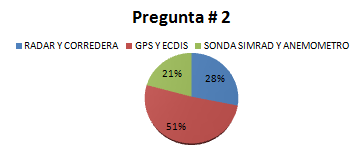 Pregunta # 2
RADAR Y CORREDERA GPS Y ECDIS SONDA SIMRAD Y ANEMOMETRO
21%
28%
51%